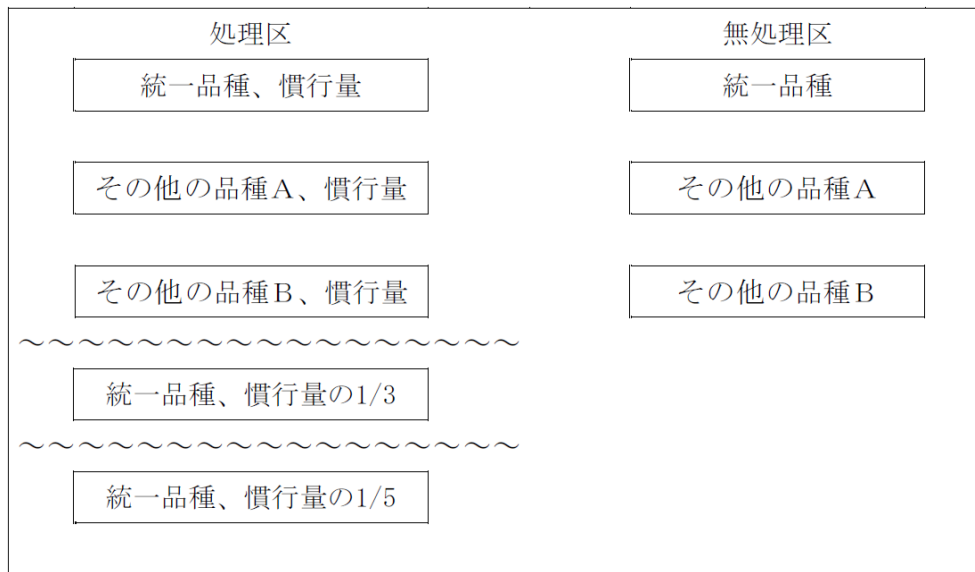 処理区 無処理区
統一品種、慣行量 統一品種
その他の品種A、慣行量 その他の品種A
その他の品種B、慣行量 その他の品種B
~~~~~~~~~~~~~~~~~
統一品種、慣行量の1/3
~~~~~~~~~~~~~~~~~
統一品種、慣行量の1/5